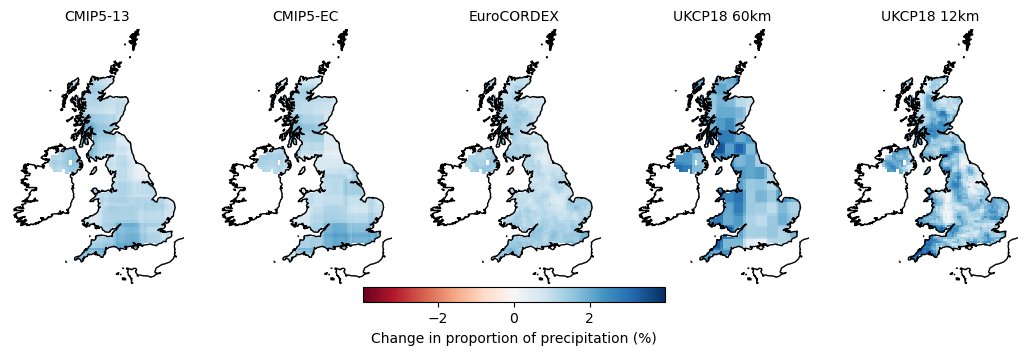 CMIP5-13 CMIP5-EC EuroCORDEX UKCP18 60km UKCP18 12km
−2 0 2
Change in proportion of precipitation (%)